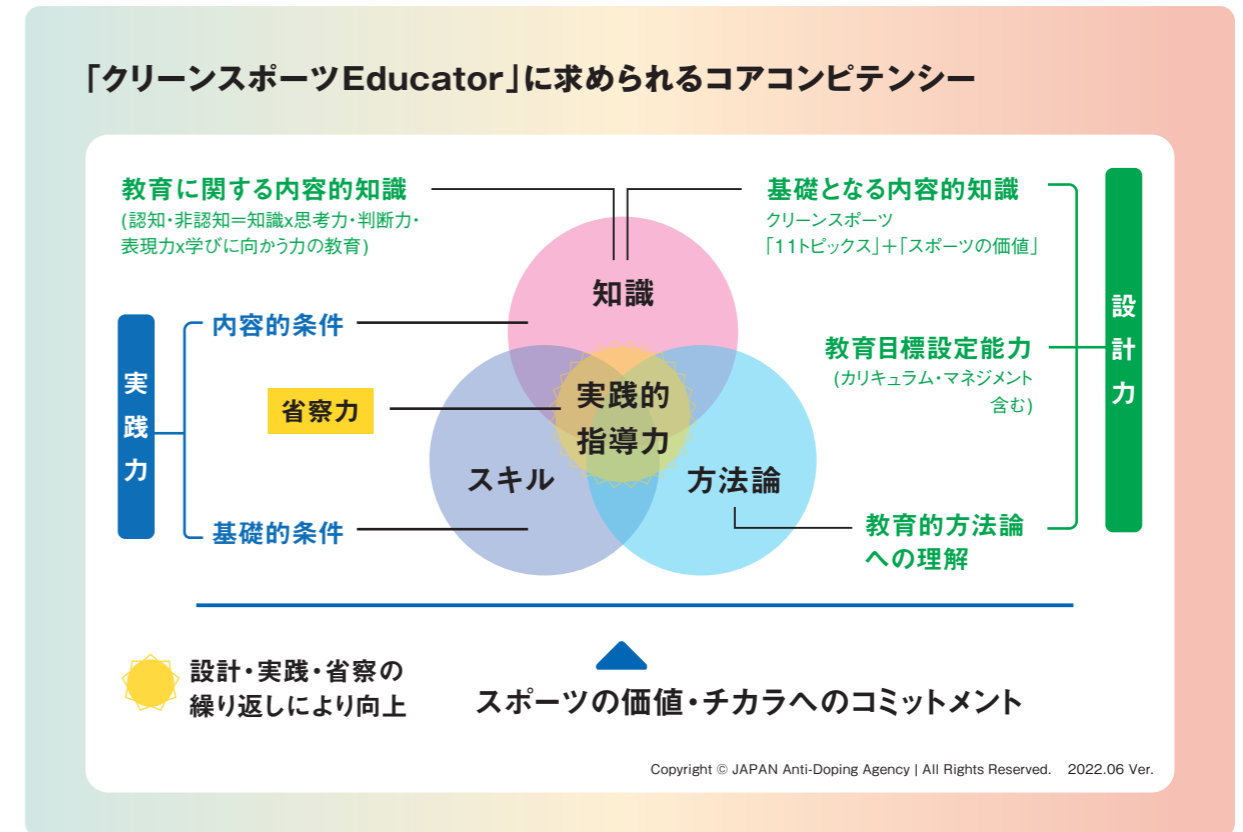 「クリーンスポーツEducator」に求められるコアコンピテンシー
教育に関する内容的知識
(認知・非認知=知識x思考力・判断力・
表現力x学びに向かう力の教育)
基礎となる内容的知識
クリーンスポーツ
「11トピックス」+「スポーツの価値」
知識
実践力
内容的条件
省察力
基礎的条件
実践的
指導力
スキル
方法論
教育目標設定能力
(カリキュラム・マネジメント
含む)
設計力
教育的方法論
への理解
設計・実践・省察の
繰り返しにより向上
スポーツの価値・チカラへのコミットメント
Copyright © JAPAN Anti-Doping Agency | All Rights Reserved. 2022.06 Ver.